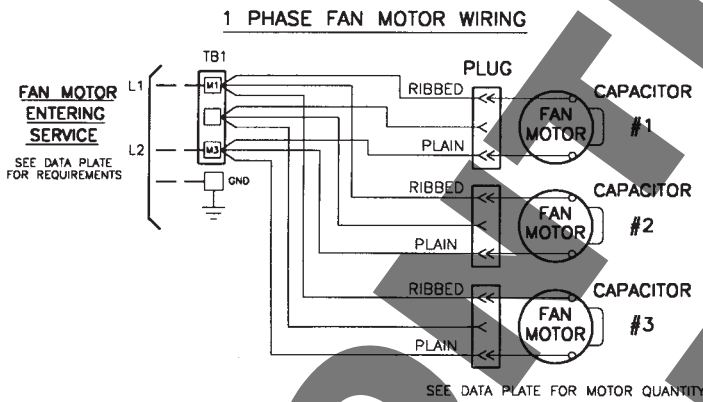 1 PHASE FAN MOTOR WIRING
TB1
PLUG
L1
M1
RIBBED
CAPACITOR
FAN MOTOR
ENTERING
SERVICE
FAN
MOTOR
#1
L2
M3
PLAIN
SEE DATA PLATE
FOR REQUIREMENTS
GND
RIBBED
CAPACITOR
FAN
MOTOR
#2
PLAIN
RIBBED
CAPACITOR
FAN
MOTOR
#3
PLAIN
SEE DATA PLATE FOR MOTOR QUANTITY